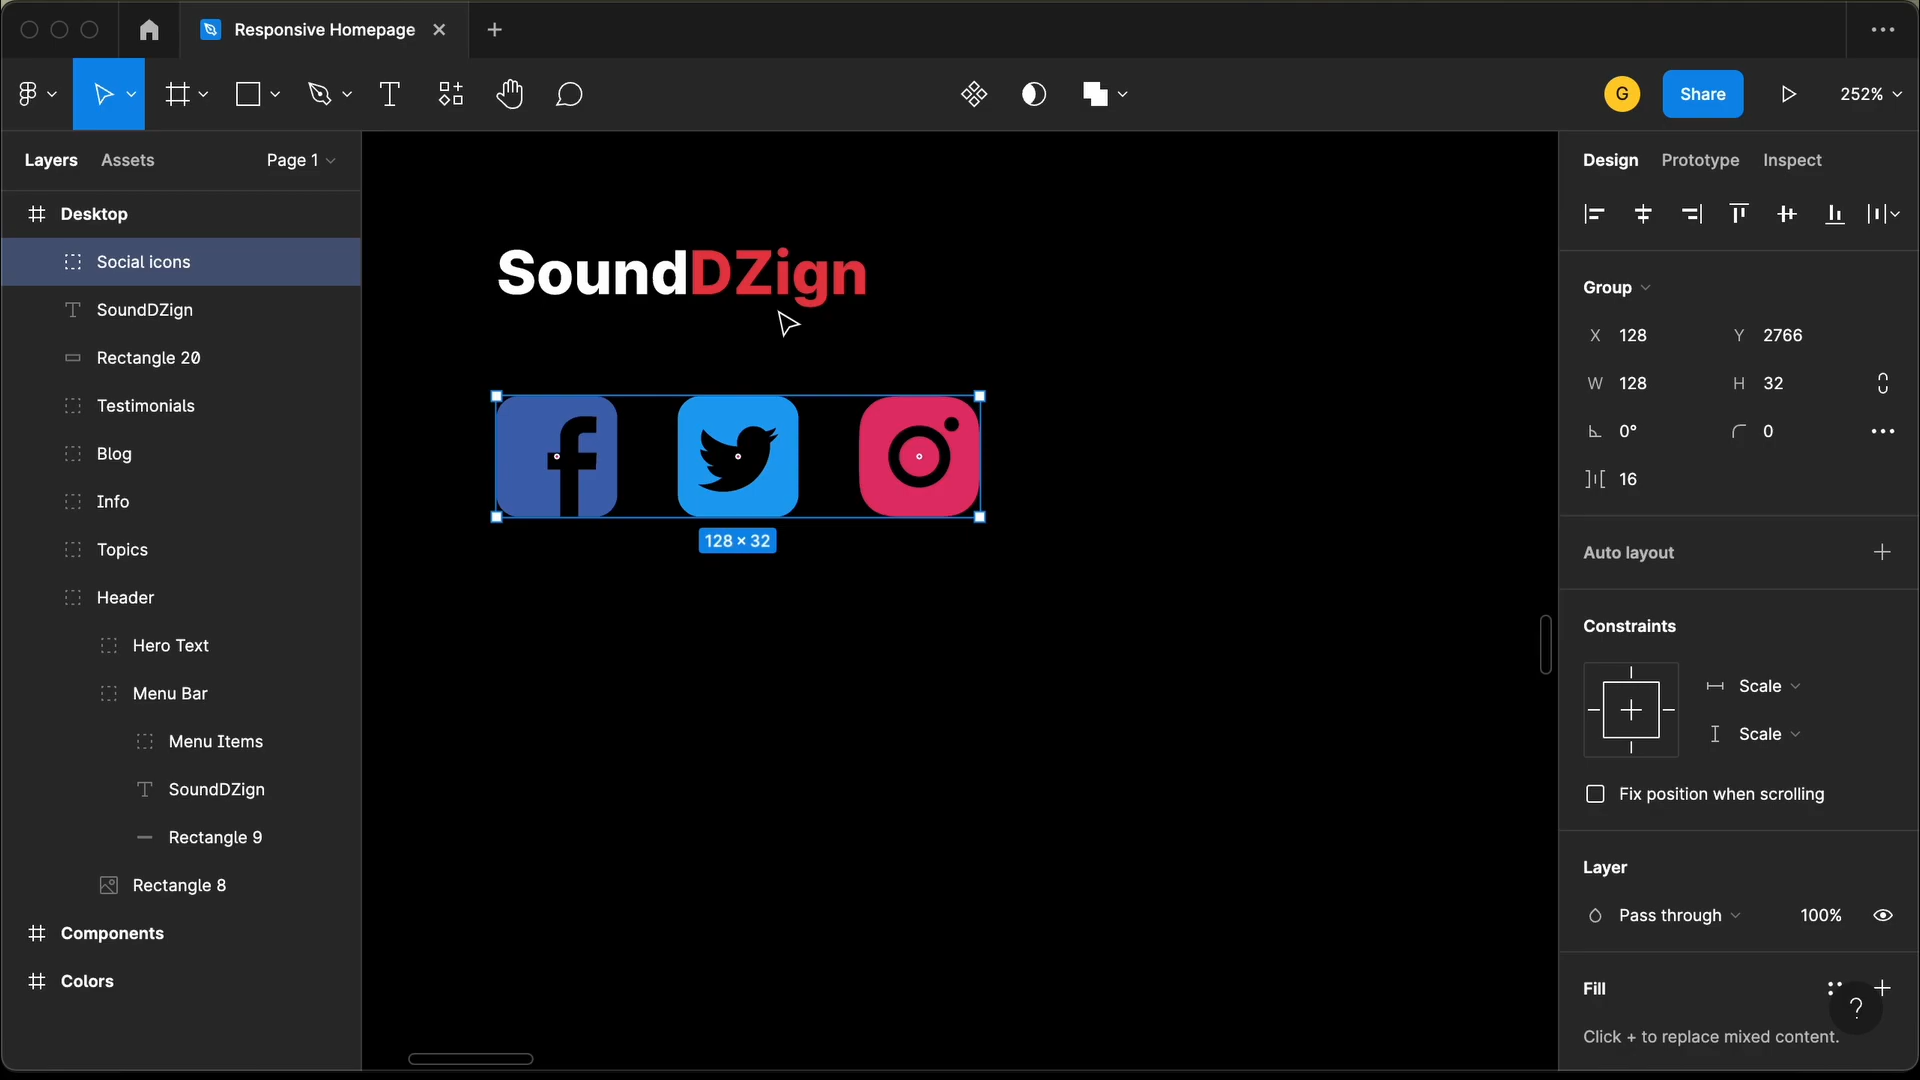 Responsive Homepage
G
Share
252%
Layers
Assets
Page 1
Desktop
Social icons
SoundDZign
Rectangle 20
Testimonials
Blog
Info
Topics
Header
Hero Text
Menu Bar
Menu Items
SoundDZign
Rectangle 9
Rectangle 8
Components
Colors
SoundDZign
128 × 32
Design
Prototype
Inspect
Group
X 128
Y 2766
W 128
H 32
0°
0
16
Auto layout
Constraints
Scale
Scale
Fix position when scrolling
Layer
Pass through
100%
Fill
?
Click + to replace mixed content.